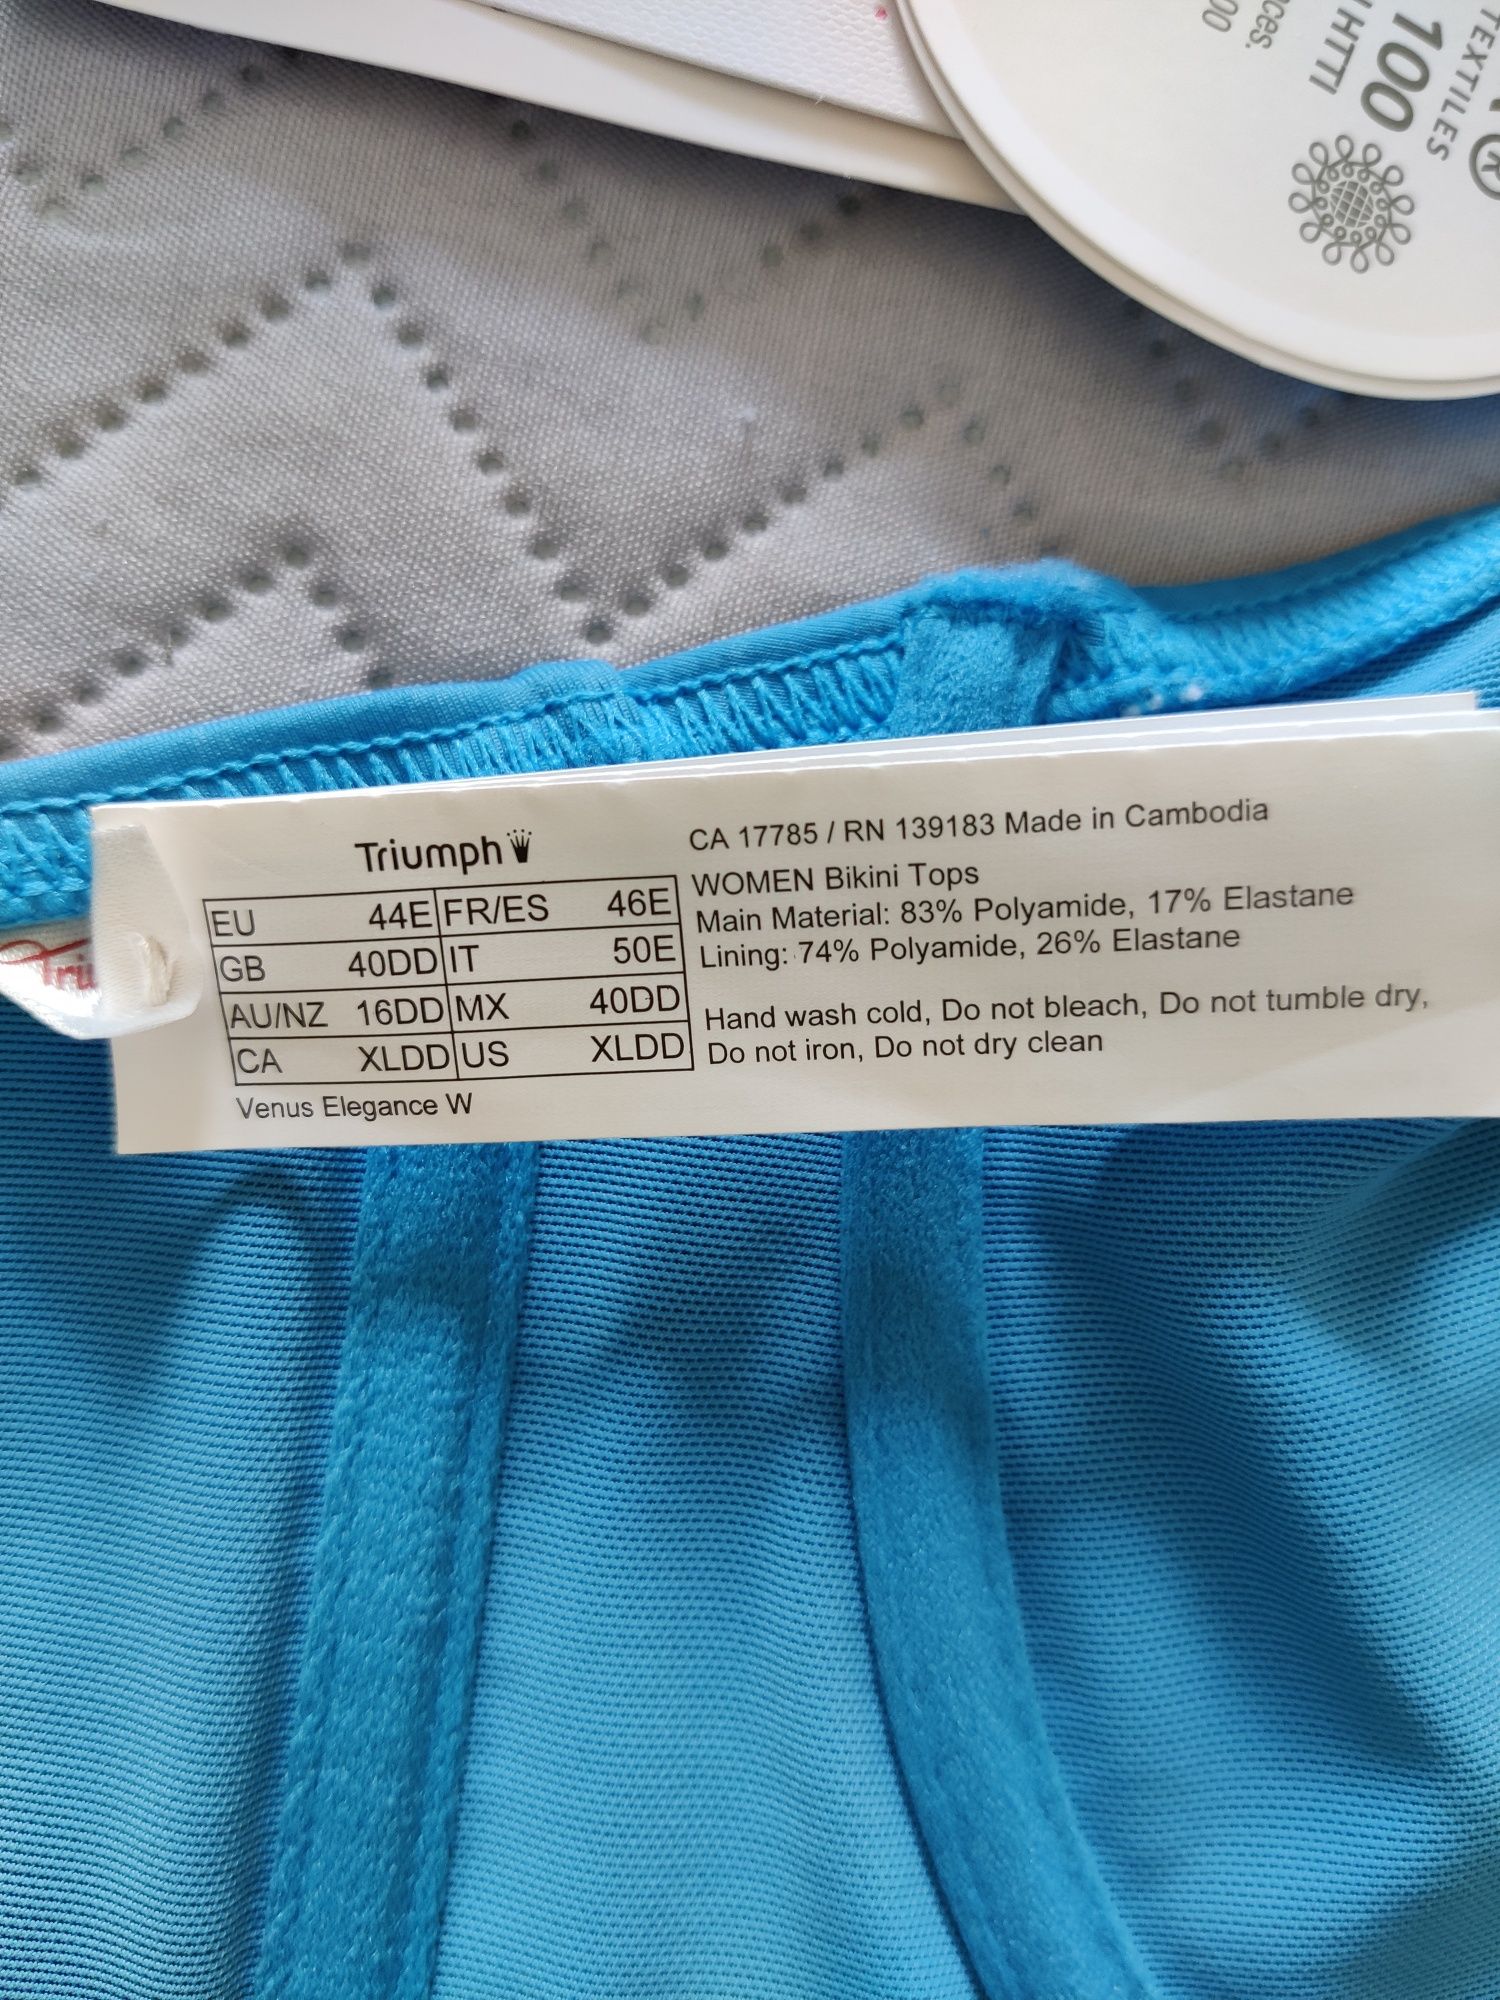 TEXTILES
100
HTTI
Triumph
EU 44E FR/ES 46E
GB 40DD IT 50E
AU/NZ 16DD MX 40DD
CA XLDD US XLDD
Venus Elegance W
CA 17785 / RN 139183 Made in Cambodia
WOMEN Bikini Tops
Main Material: 83% Polyamide, 17% Elastane
Lining: 74% Polyamide, 26% Elastane
Hand wash cold, Do not bleach, Do not tumble dry,
Do not iron, Do not dry clean